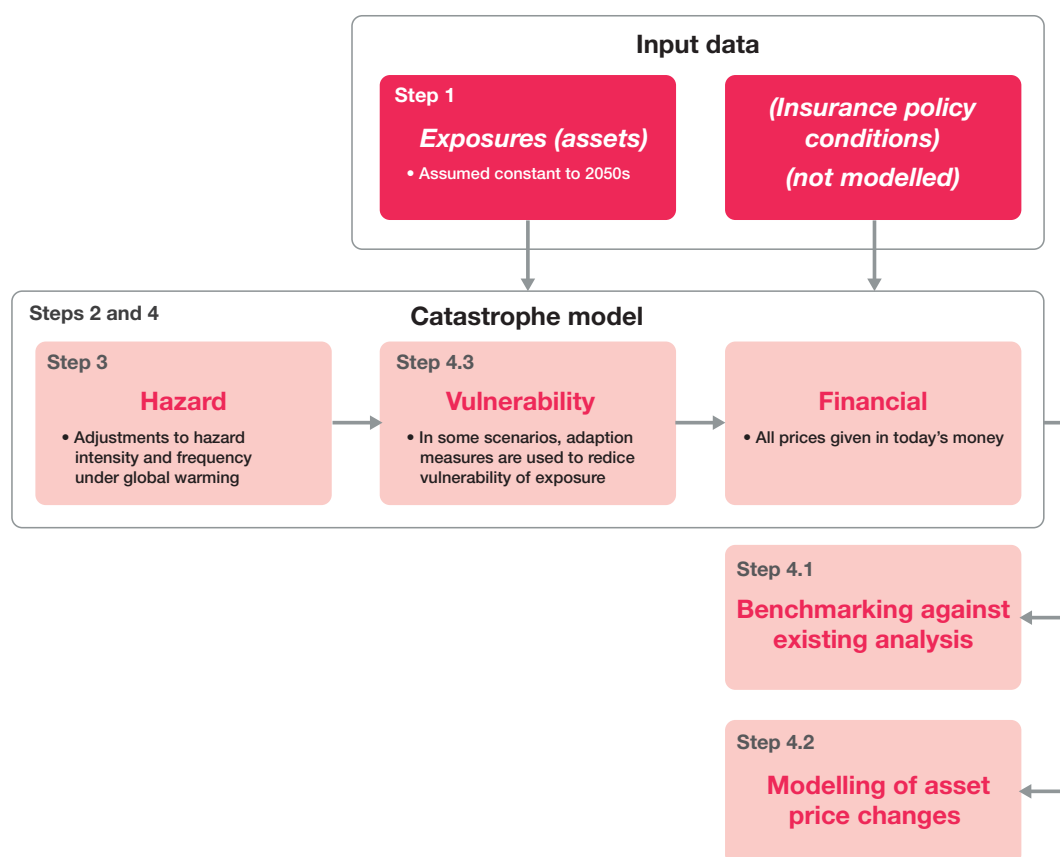 Input data
Step 1
Exposures (assets)
• Assumed constant to 2050s
(Insurance policy
conditions)
(not modelled)
Steps 2 and 4
Catastrophe model
Step 3
Hazard
• Adjustments to hazard
intensity and frequency
under global warming
Step 4.3
Vulnerability
• In some scenarios, adaption
measures are used to redice
vulnerability of exposure
Financial
• All prices given in today's money
Step 4.1
Benchmarking against
existing analysis
Step 4.2
Modelling of asset
price changes